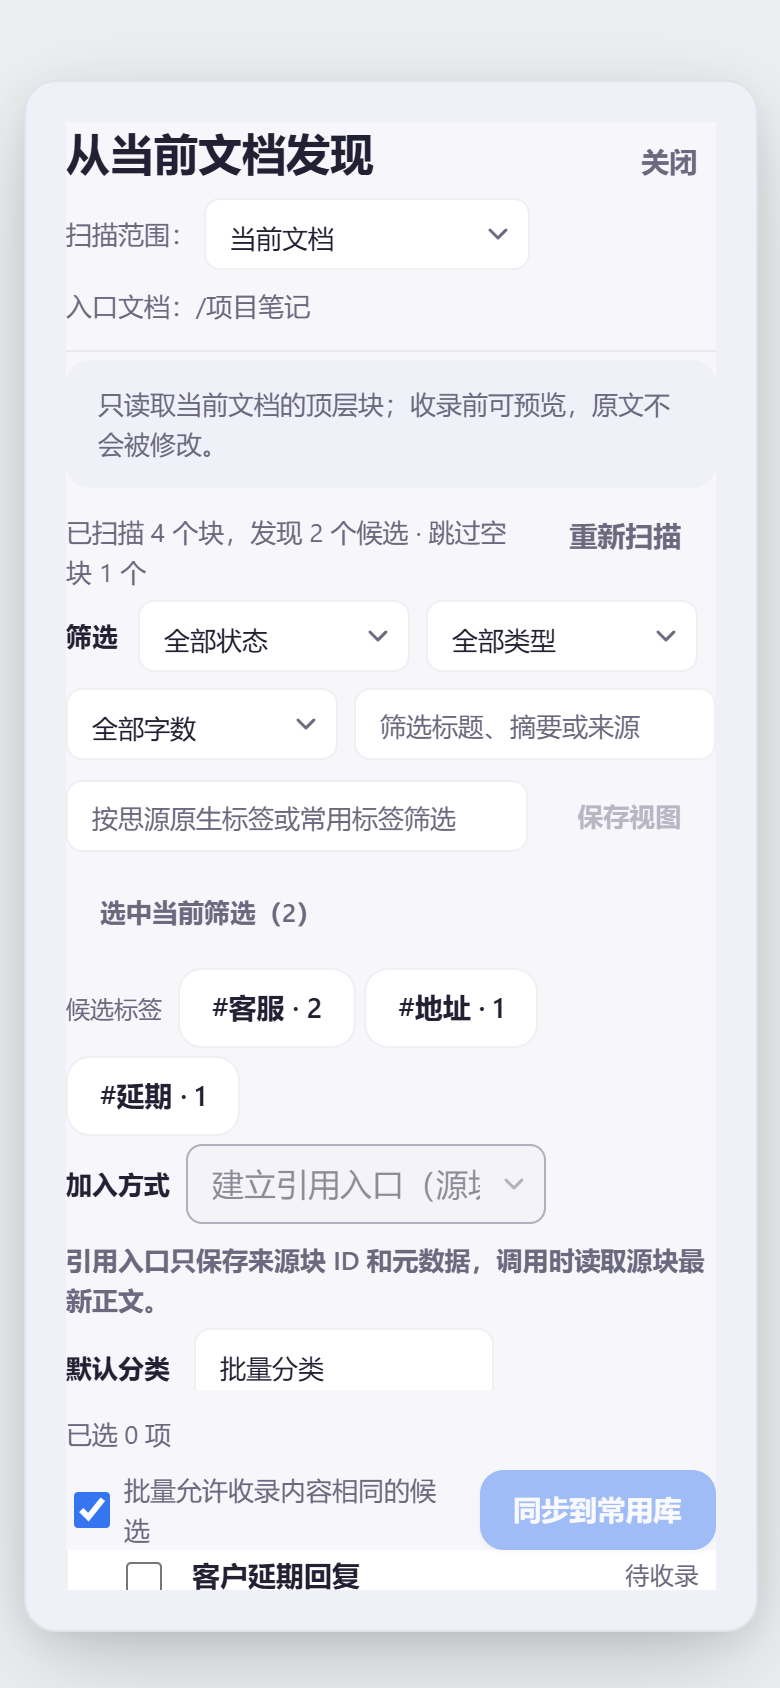 从当前文档发现
关闭
扫描范围：
当前文档
入口文档：/项目笔记
只读取当前文档的顶层块；收录前可预览，原文不
会被修改。
已扫描 4 个块，发现 2 个候选 · 跳过空
块 1 个
重新扫描
筛选
全部状态
全部类型
全部字数
筛选标题、摘要或来源
按思源原生标签或常用标签筛选
保存视图
选中当前筛选（2）
候选标签
#客服 · 2
#地址 · 1
#延期 · 1
加入方式
建立引用入口（源
引用入口只保存来源块 ID 和元数据，调用时读取源块最
新正文。
默认分类
批量分类
已选 0 项
批量允许收录内容相同的候
选
同步到常用库
客户延期回复
待收录